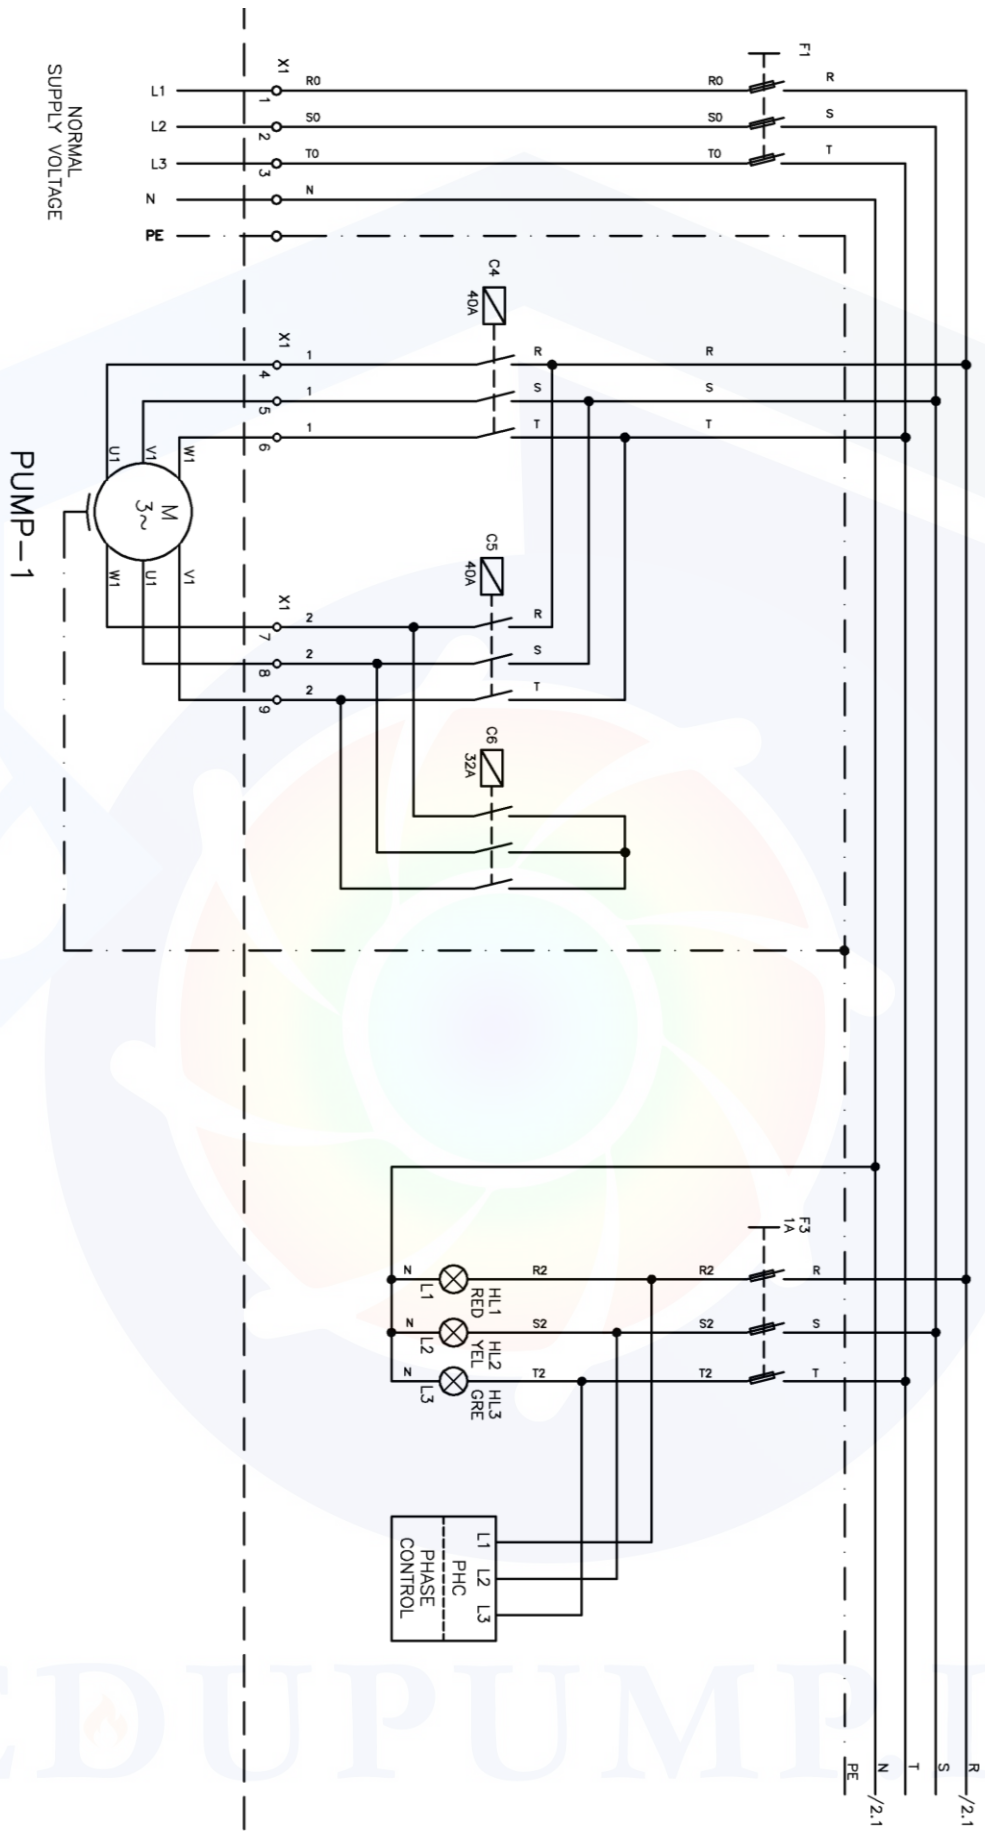 NORMAL
SUPPLY VOLTAGE
L1
L2
L3
N
PE
X1
1
2
3
R0
S0
T0
N
R0
S0
T0
F1
R
S
T
C4
40A
X1
4
5
6
1
1
1
R
S
T
R
S
T
U1
V1
W1
M
3~
W1
U1
V1
PUMP-1
C5
40A
X1
7
8
9
2
2
2
R
S
T
C6
32A
F3
1A
R
S
T
R2
S2
T2
R2
S2
T2
N
N
N
L1
L2
L3
HL1
RED
HL2
YEL
HL3
GRE
L1 L2 L3
PHC
PHASE
CONTROL
R
S
T
N
PE
/2.1
/2.1
EDUPUMP.I